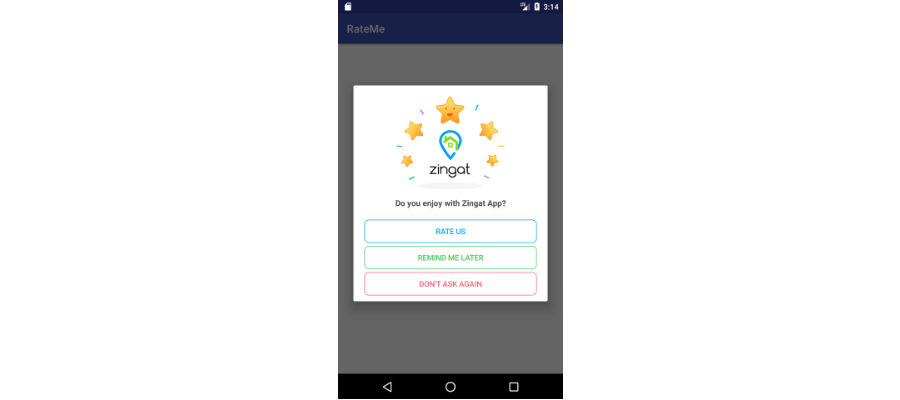 3:14
RateMe
zingat
Do you enjoy with Zingat App?
RATE US
REMIND ME LATER
DON'T ASK AGAIN